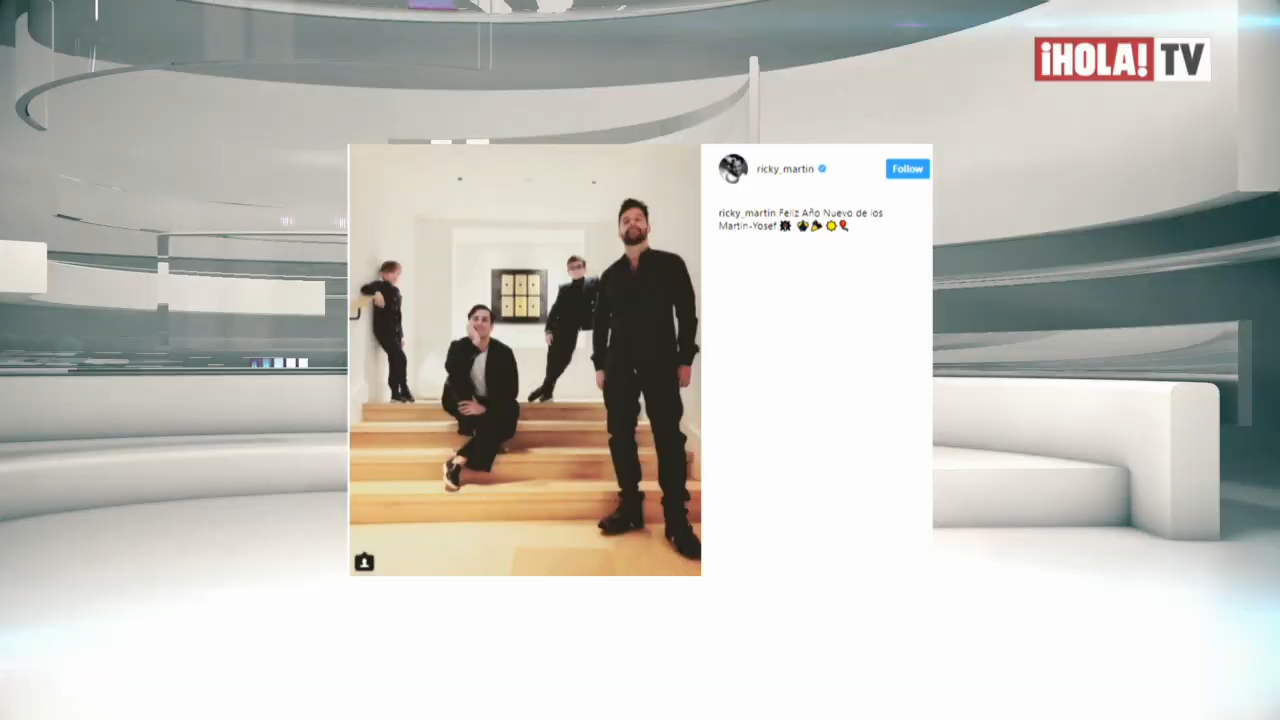 ¡HOLA! TV
ricky_martin
Follow
ricky_martin Feliz Año Nuevo de los
Martin-Yosef